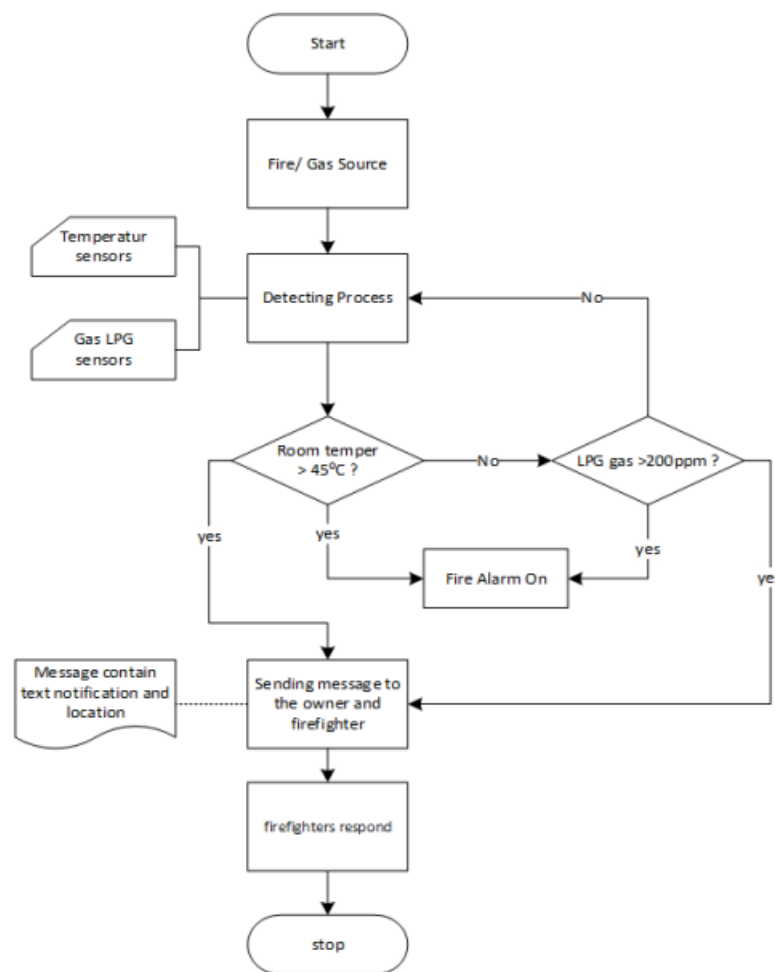 Start
Fire/ Gas Source
Temperatur
sensors
Detecting Process
No
Gas LPG
sensors
Room temper
> 45⁰C ?
No
LPG gas >200ppm ?
yes
yes
yes
ye
Fire Alarm On
Message contain
text notification and
location
Sending message to
the owner and
firefighter
firefighters respond
stop